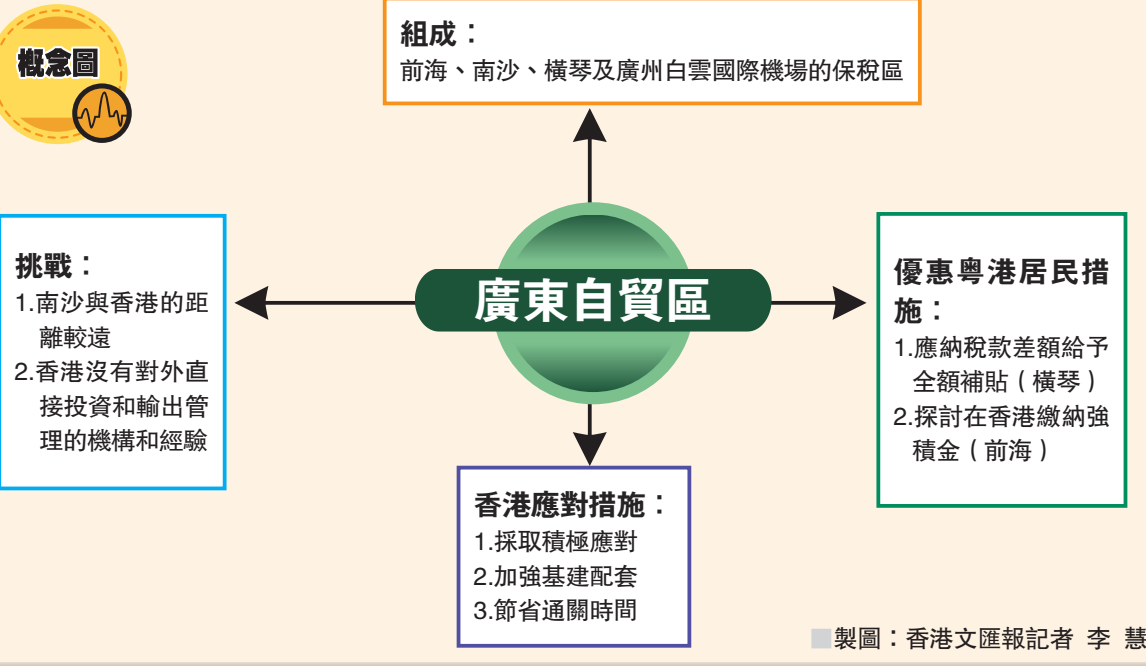 概念圖
組成：
前海、南沙、橫琴及廣州白雲國際機場的保稅區
挑戰：
1.南沙與香港的距
離較遠
2.香港沒有對外直
接投資和輸出管
理的機構和經驗
廣東自貿區
優惠粵港居民措
施：
1.應納稅款差額給予
全額補貼（橫琴）
2.探討在香港繳納強
積金（前海）
香港應對措施：
1.採取積極應對
2.加強基建配套
3.節省通關時間
■製圖：香港文匯報記者 李 慧